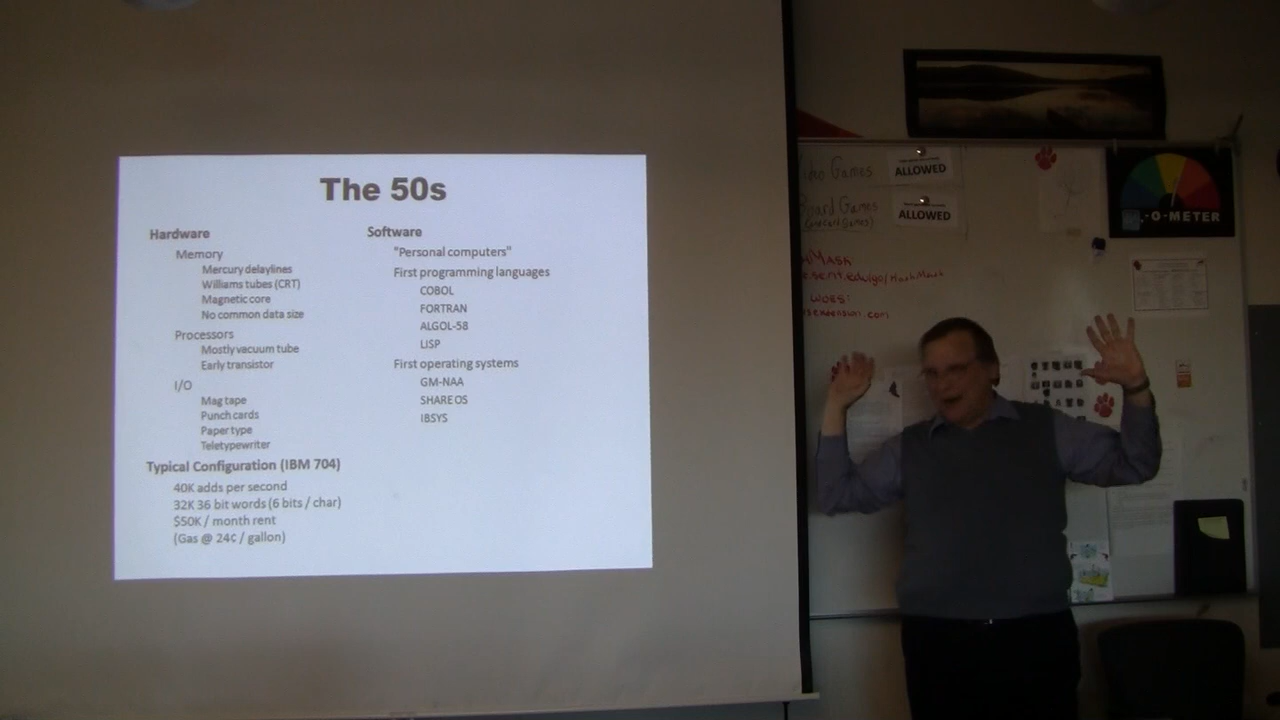 The 50s
Hardware
Memory
Mercury delaylines
Williams tubes (CRT)
Magnetic core
No common data size
Processors
Mostly vacuum tube
Early transistor
I/O
Mag tape
Punch cards
Paper type
Teletypewriter
Typical Configuration (IBM 704)
40K adds per second
32K 36 bit words (6 bits / char)
$50K / month rent
(Gas @ 24¢ / gallon)
Software
"Personal computers"
First programming languages
COBOL
FORTRAN
ALGOL-58
LISP
First operating systems
GM-NAA
SHARE OS
IBSYS
Games
ALLOWED
Board Games
ALLOWED
-O-METER